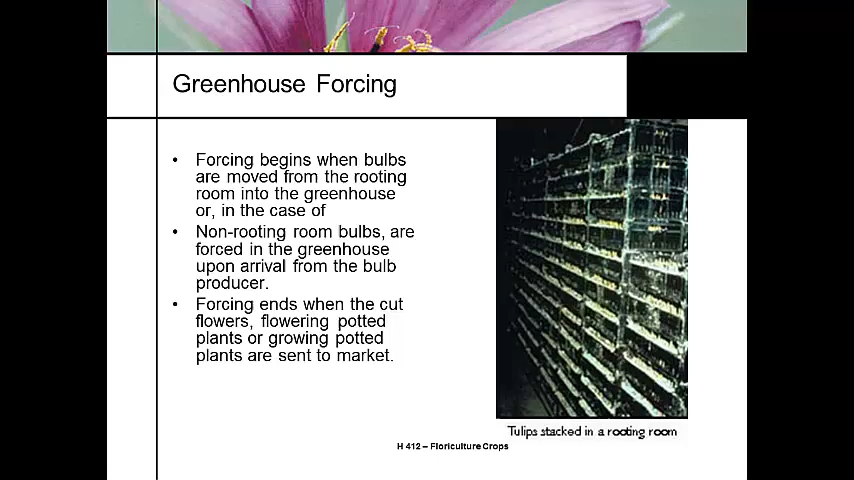 Greenhouse Forcing
• Forcing begins when bulbs
are moved from the rooting
room into the greenhouse
or, in the case of
• Non-rooting room bulbs, are
forced in the greenhouse
upon arrival from the bulb
producer.
• Forcing ends when the cut
flowers, flowering potted
plants or growing potted
plants are sent to market.
Tulips stacked in a rooting room
H 412 – Floriculture Crops